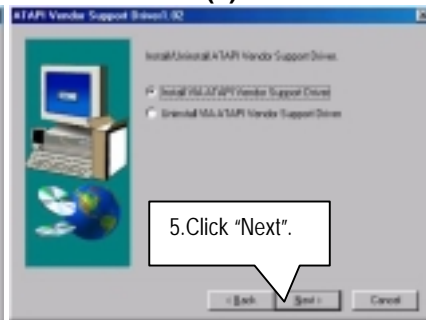 ATAPI Vendor Support Driver1.02
Install/Uninstall ATAPI Vendor Support Driver.
Install VIA ATAPI Vendor Support Driver
Uninstall VIA ATAPI Vendor Support Driver
5.Click “Next”.
< Back
Next >
Cancel